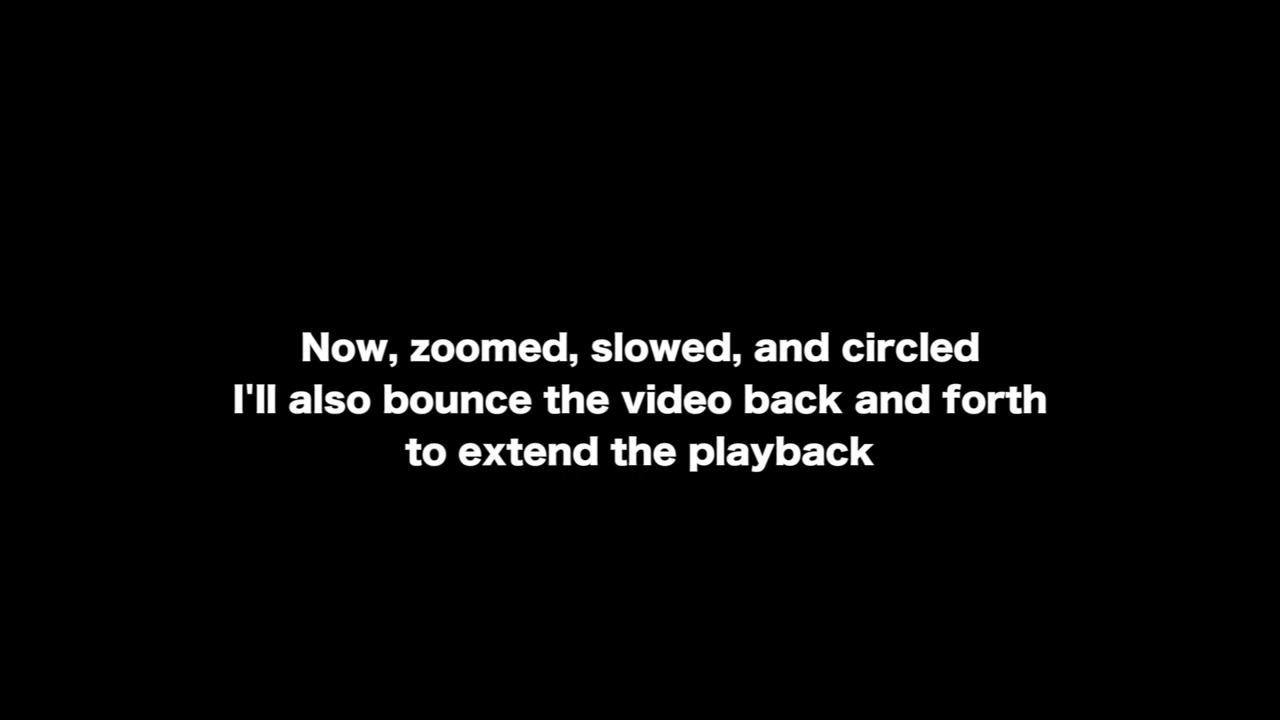 Now, zoomed, slowed, and circled
I'll also bounce the video back and forth
to extend the playback